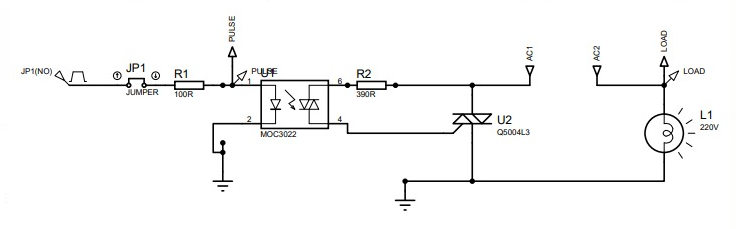 PULSE
AC1
AC2
LOAD
JP1(NO)
JP1
JUMPER
R1
100R
PULSE
U1
1
2
6
4
MOC3022
R2
390R
U2
Q5004L3
LOAD
L1
220V